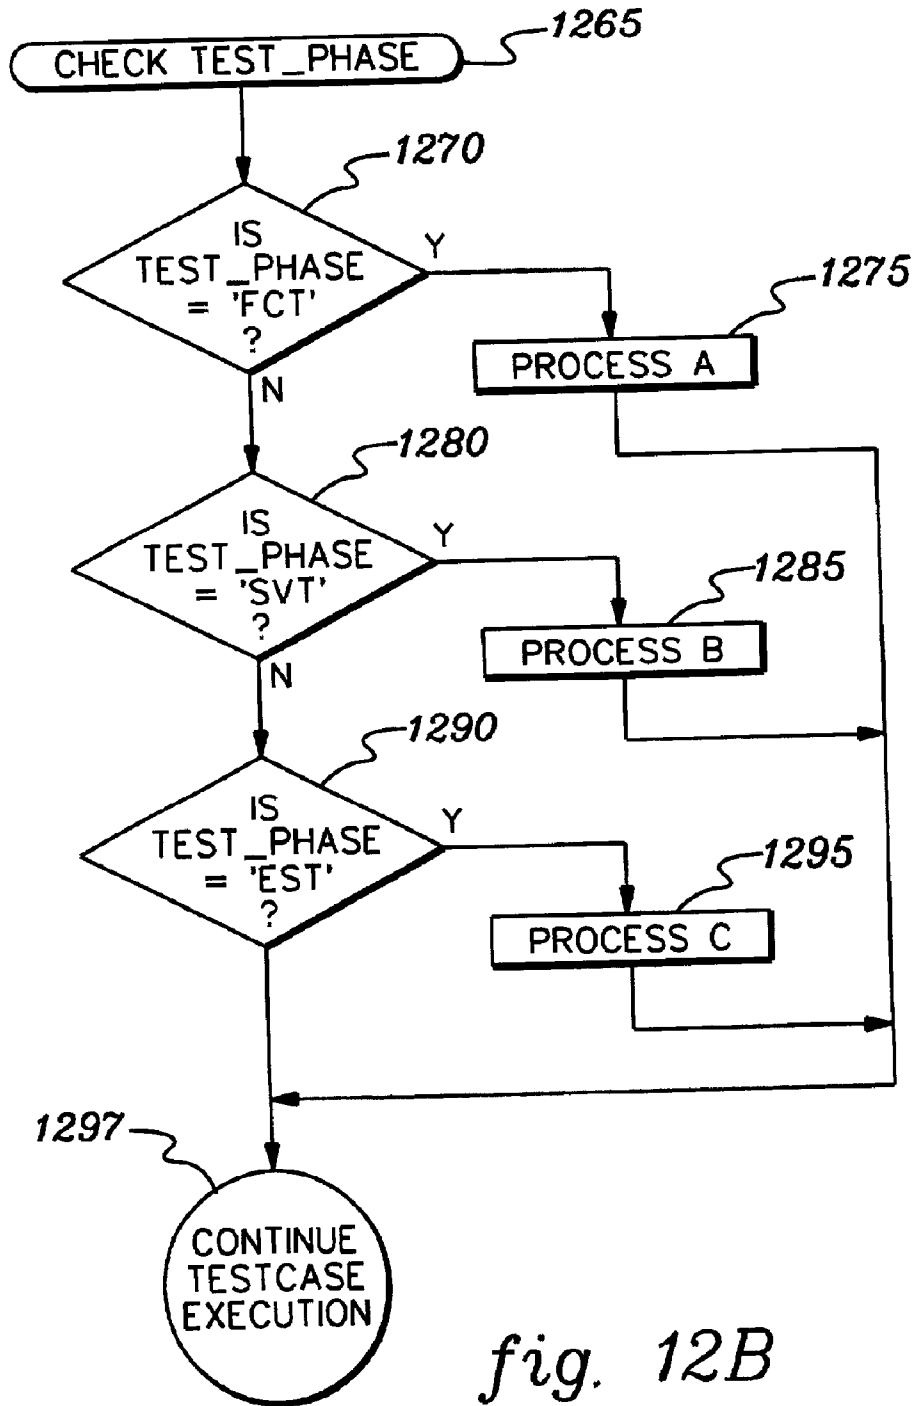 1265
CHECK TEST_PHASE
1270
IS
TEST_PHASE
= 'FCT'
?
Y
N
1275
PROCESS A
1280
IS
TEST_PHASE
= 'SVT'
?
Y
N
1285
PROCESS B
1290
IS
TEST_PHASE
= 'EST'
?
Y
1295
PROCESS C
1297
CONTINUE
TESTCASE
EXECUTION
fig. 12B